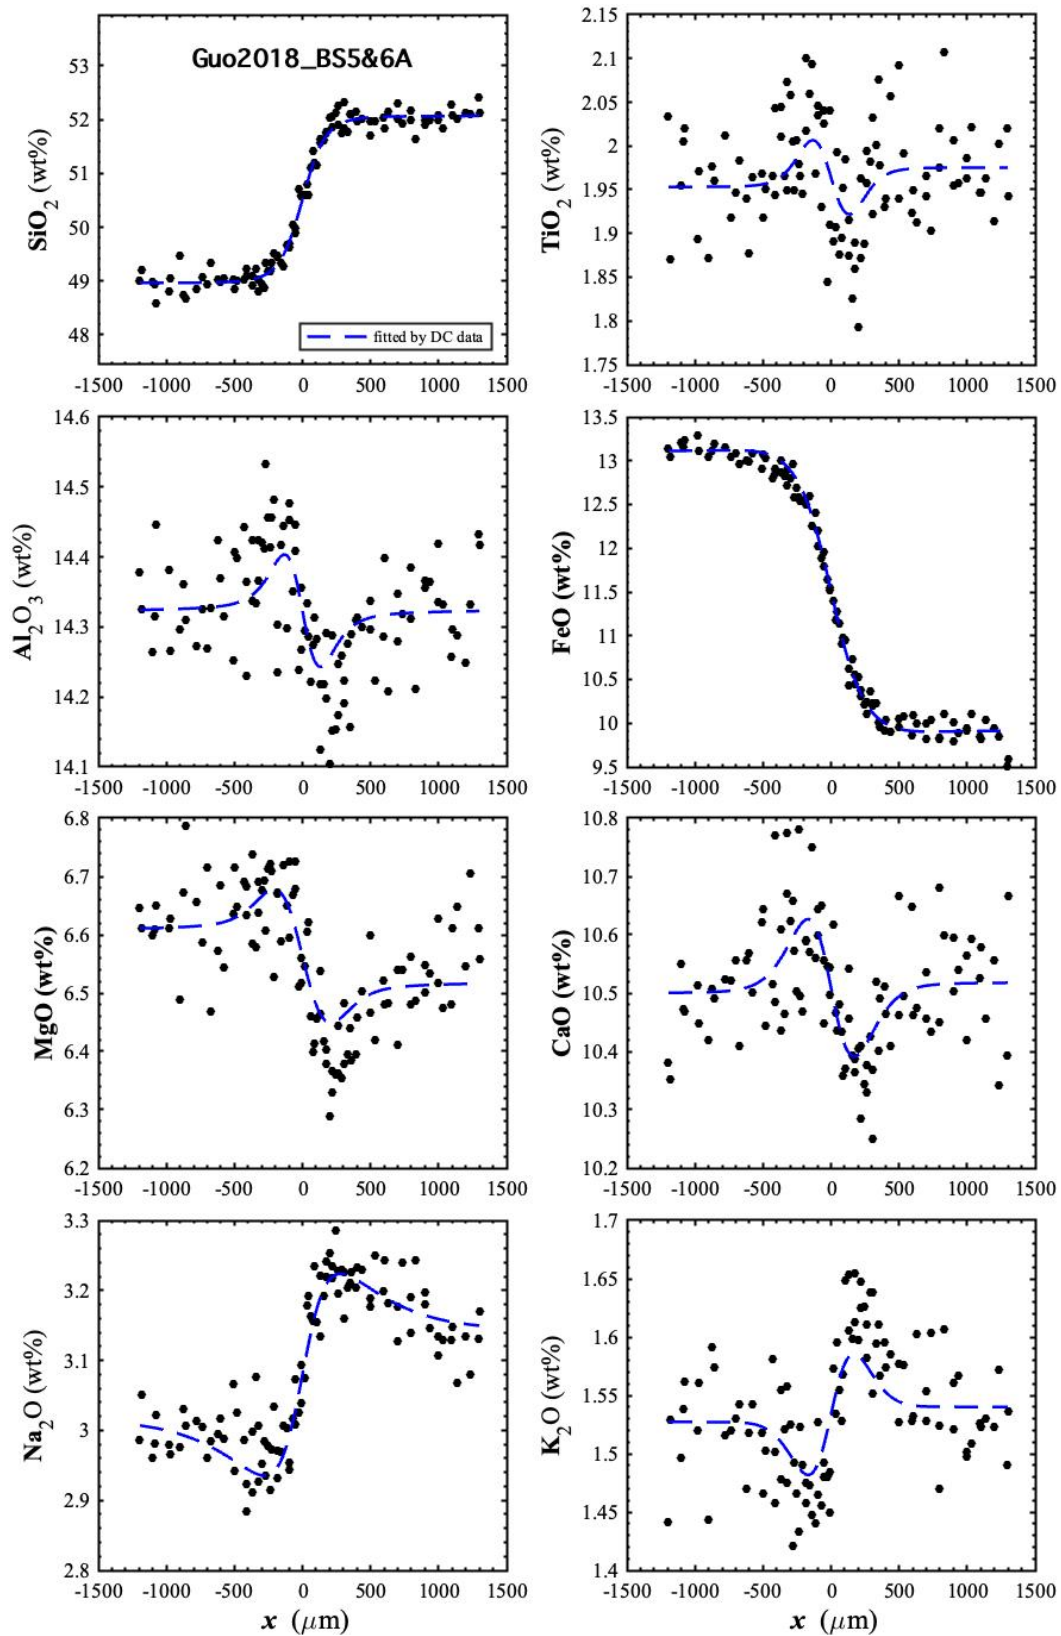 Guo2018_BS5&6A
SiO2 (wt%)
53
52
51
50
49
48
fitted by DC data
-1500 -1000 -500 0 500 1000 1500
TiO2 (wt%)
2.15
2.1
2.05
2
1.95
1.9
1.85
1.8
1.75
-1500 -1000 -500 0 500 1000 1500
Al2O3 (wt%)
14.6
14.5
14.4
14.3
14.2
14.1
-1500 -1000 -500 0 500 1000 1500
FeO (wt%)
13.5
13
12.5
12
11.5
11
10.5
10
9.5
-1500 -1000 -500 0 500 1000 1500
MgO (wt%)
6.8
6.7
6.6
6.5
6.4
6.3
6.2
-1500 -1000 -500 0 500 1000 1500
CaO (wt%)
10.8
10.7
10.6
10.5
10.4
10.3
10.2
-1500 -1000 -500 0 500 1000 1500
Na2O (wt%)
3.3
3.2
3.1
3
2.9
2.8
-1500 -1000 -500 0 500 1000 1500
x (μm)
K2O (wt%)
1.7
1.65
1.6
1.55
1.5
1.45
1.4
-1500 -1000 -500 0 500 1000 1500
x (μm)